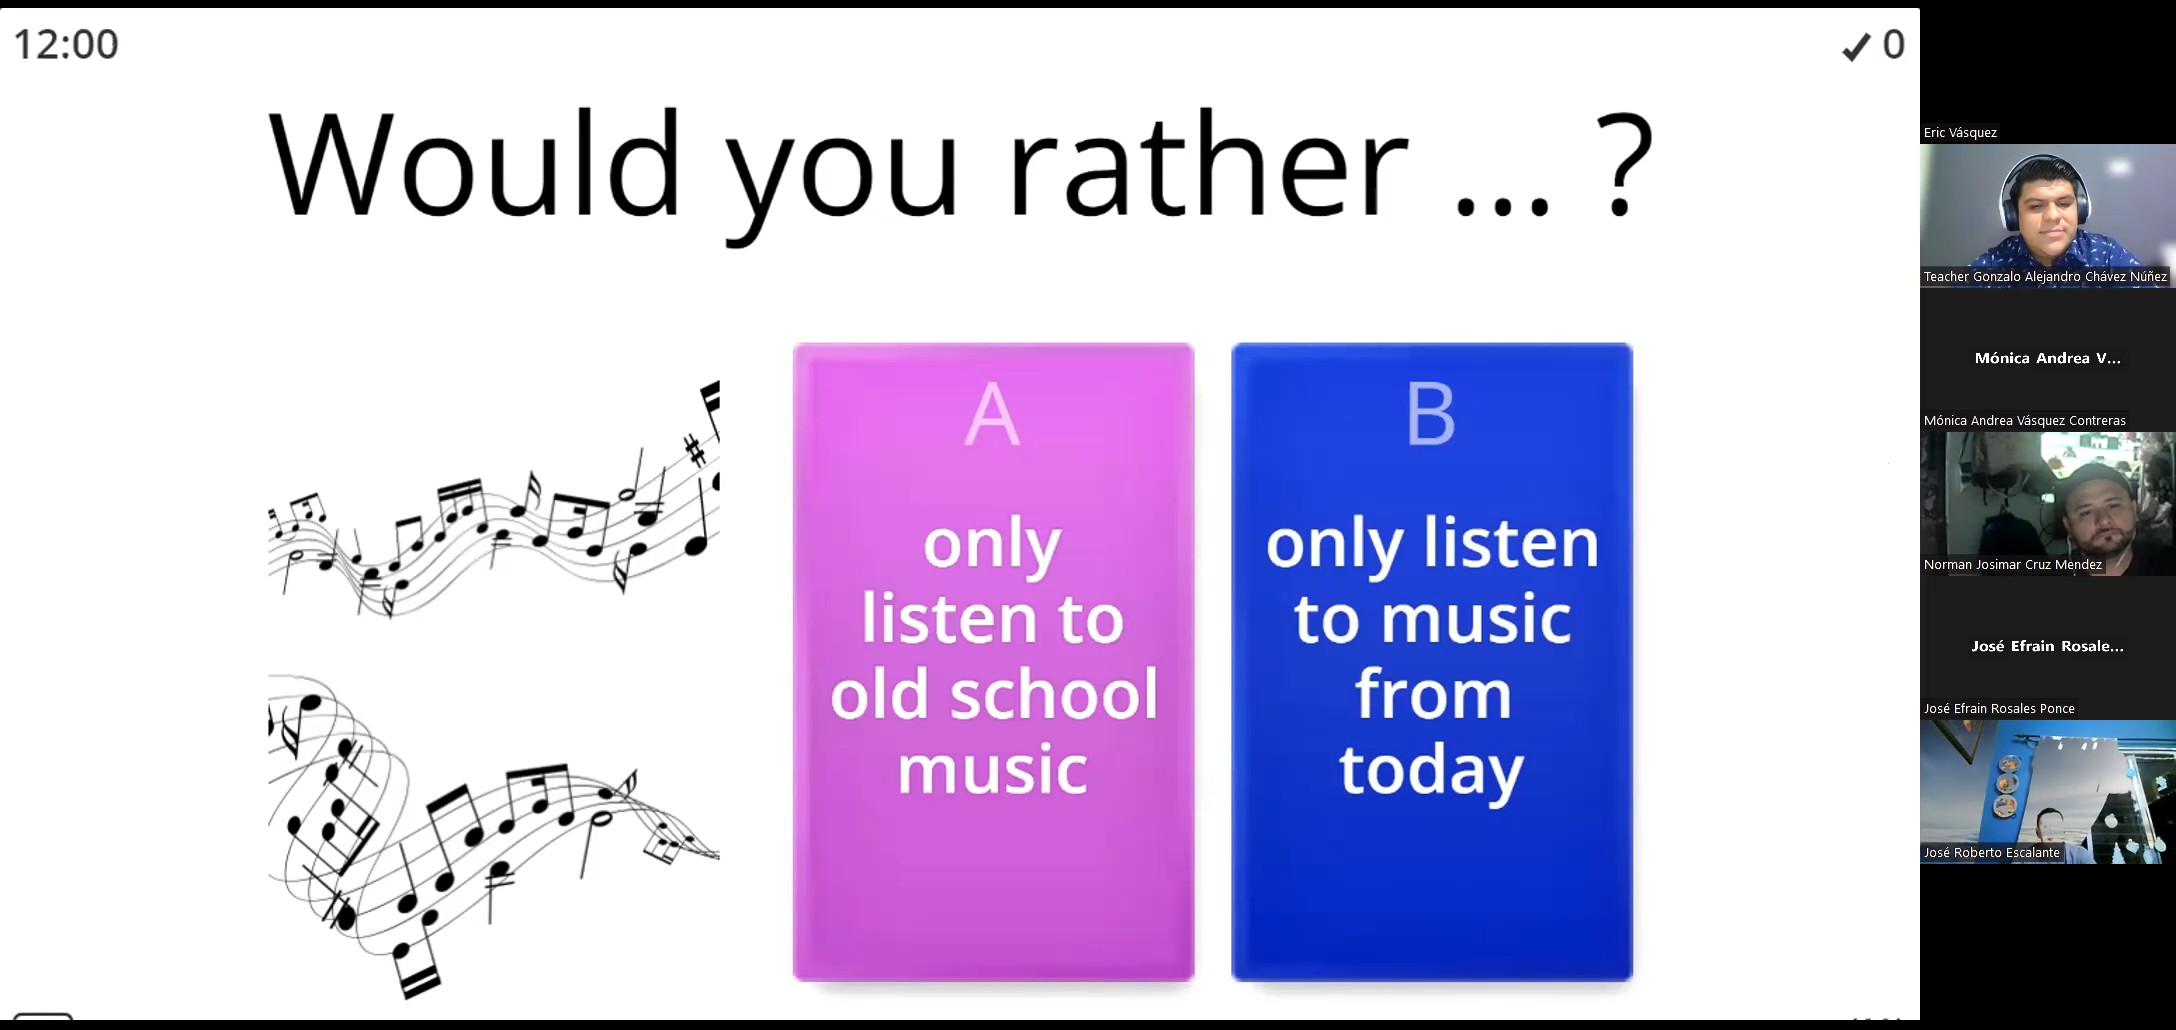 12:00
0
Would you rather ... ?
A
only
listen to
old school
music
B
only listen
to music
from
today
Eric Vásquez
Teacher Gonzalo Alejandro Chávez Núñez
Mónica Andrea V...
Mónica Andrea Vásquez Contreras
Norman Josimar Cruz Mendez
José Efrain Rosale...
José Efrain Rosales Ponce
José Roberto Escalante